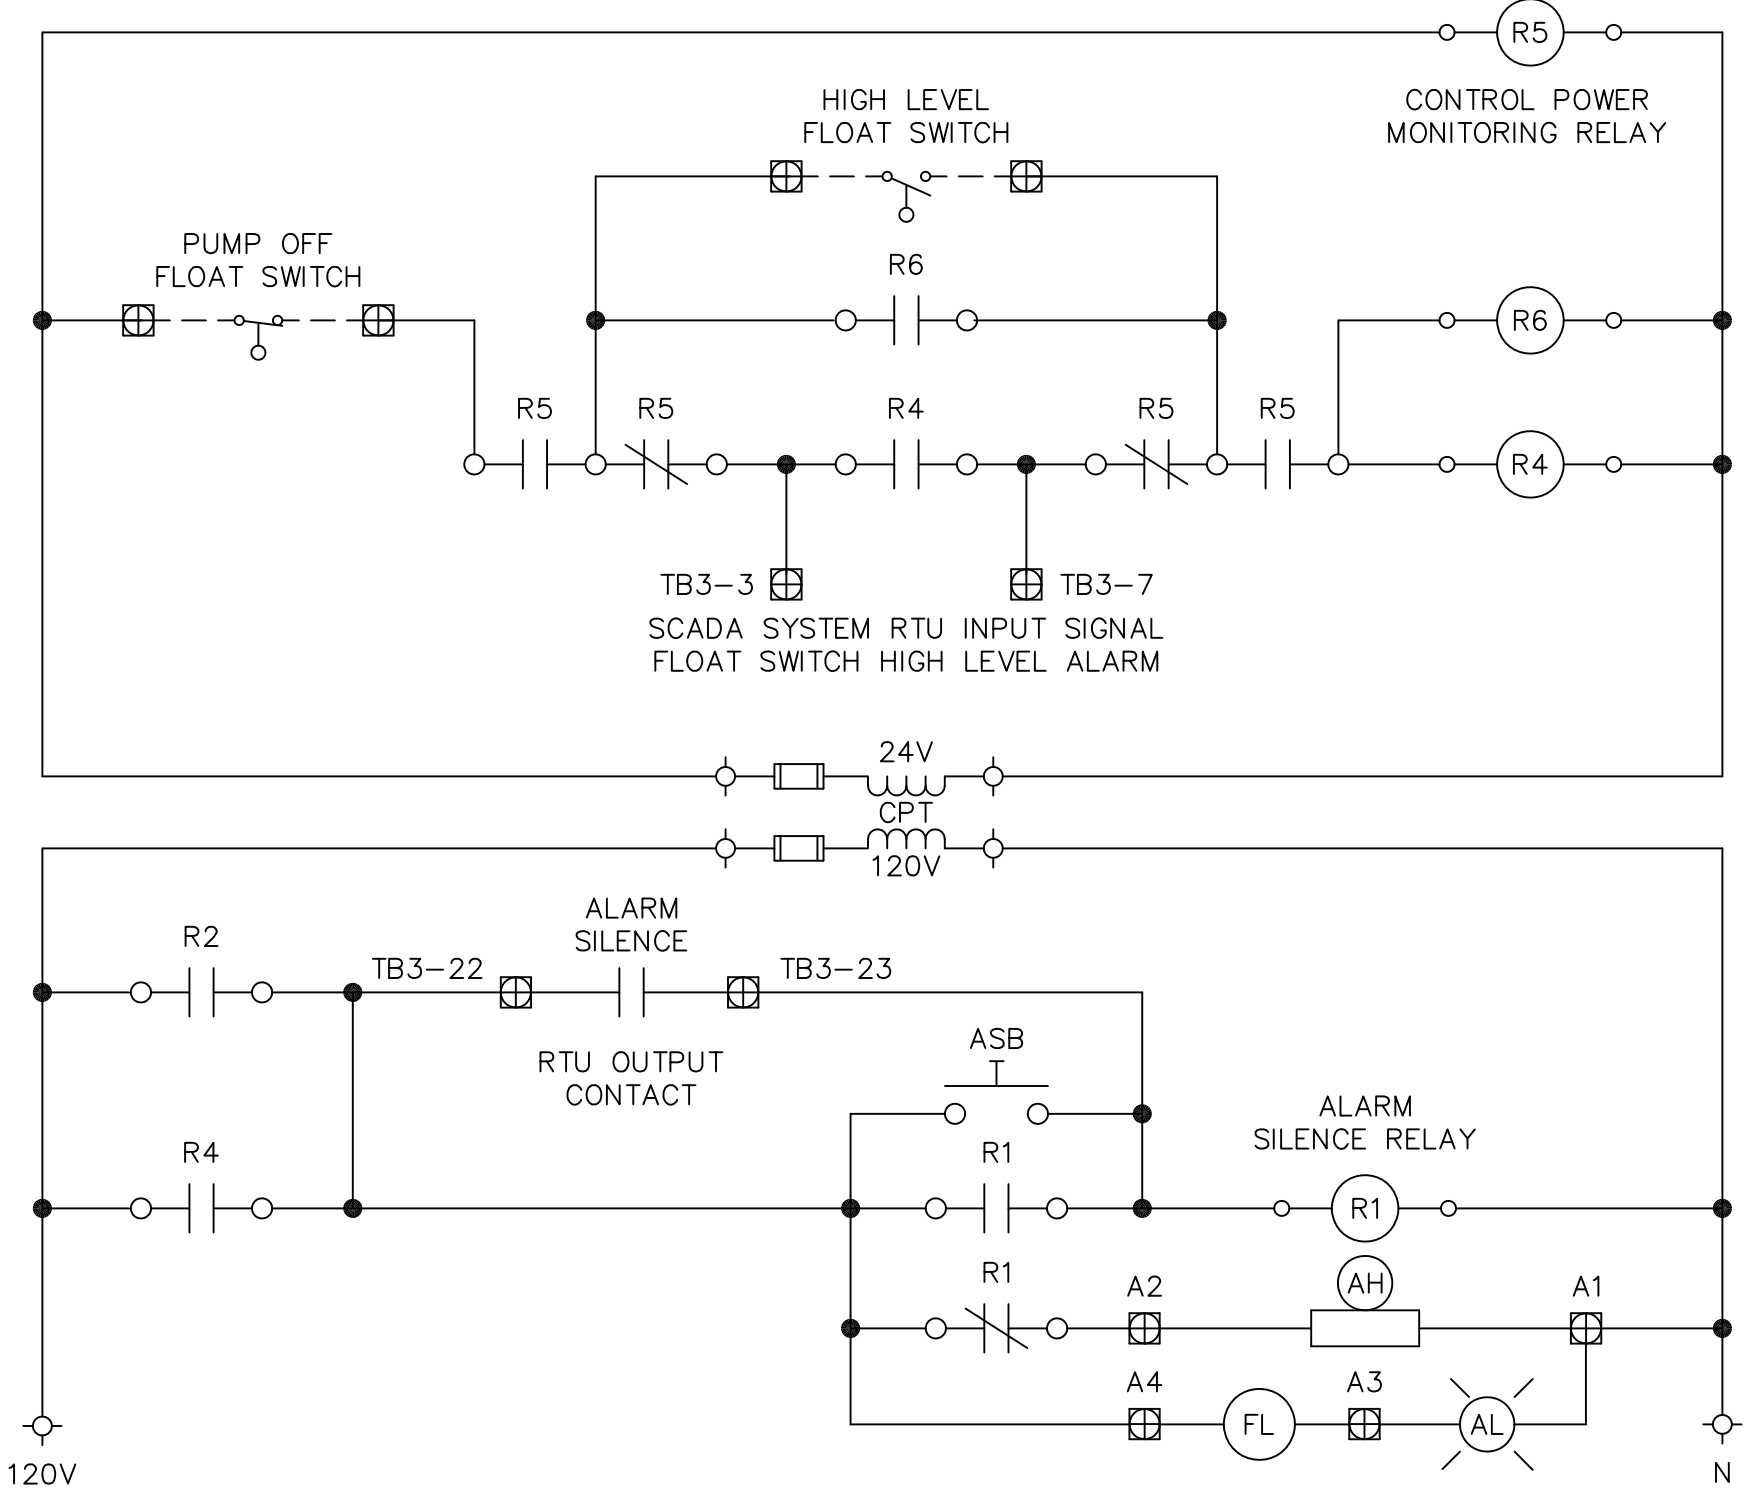 R5
HIGH LEVEL
FLOAT SWITCH
CONTROL POWER
MONITORING RELAY
PUMP OFF
FLOAT SWITCH
R6
R6
R5
R5
R4
R5
R5
R4
TB3-3
TB3-7
SCADA SYSTEM RTU INPUT SIGNAL
FLOAT SWITCH HIGH LEVEL ALARM
24V
CPT
120V
ALARM
SILENCE
R2
TB3-22
TB3-23
RTU OUTPUT
CONTACT
ASB
ALARM
SILENCE RELAY
R4
R1
R1
R1
AH
A2
A1
A4
A3
FL
AL
120V
N